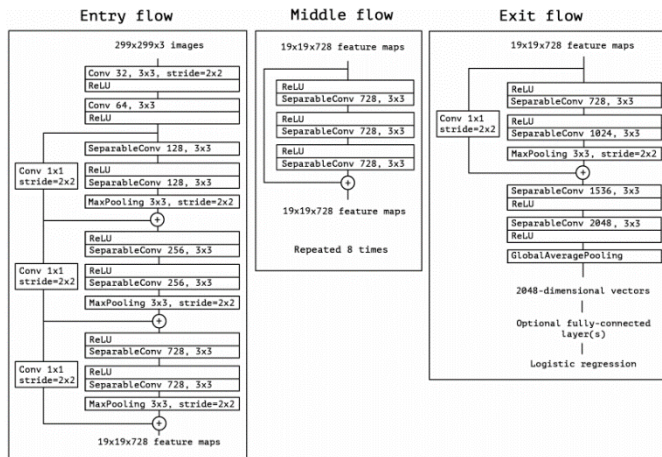 Entry flow
299x299x3 images
Conv 32, 3x3, stride=2x2
ReLU
Conv 64, 3x3
ReLU
Conv 1x1
stride=2x2
SeparableConv 128, 3x3
ReLU
SeparableConv 128, 3x3
MaxPooling 3x3, stride=2x2
+
Conv 1x1
stride=2x2
ReLU
SeparableConv 256, 3x3
ReLU
SeparableConv 256, 3x3
MaxPooling 3x3, stride=2x2
+
Conv 1x1
stride=2x2
ReLU
SeparableConv 728, 3x3
ReLU
SeparableConv 728, 3x3
MaxPooling 3x3, stride=2x2
+
19x19x728 feature maps
Middle flow
19x19x728 feature maps
ReLU
SeparableConv 728, 3x3
ReLU
SeparableConv 728, 3x3
ReLU
SeparableConv 728, 3x3
+
19x19x728 feature maps
Repeated 8 times
Exit flow
19x19x728 feature maps
Conv 1x1
stride=2x2
ReLU
SeparableConv 728, 3x3
ReLU
SeparableConv 1024, 3x3
MaxPooling 3x3, stride=2x2
+
SeparableConv 1536, 3x3
ReLU
SeparableConv 2048, 3x3
ReLU
GlobalAveragePooling
2048-dimensional vectors
Optional fully-connected
layer(s)
Logistic regression